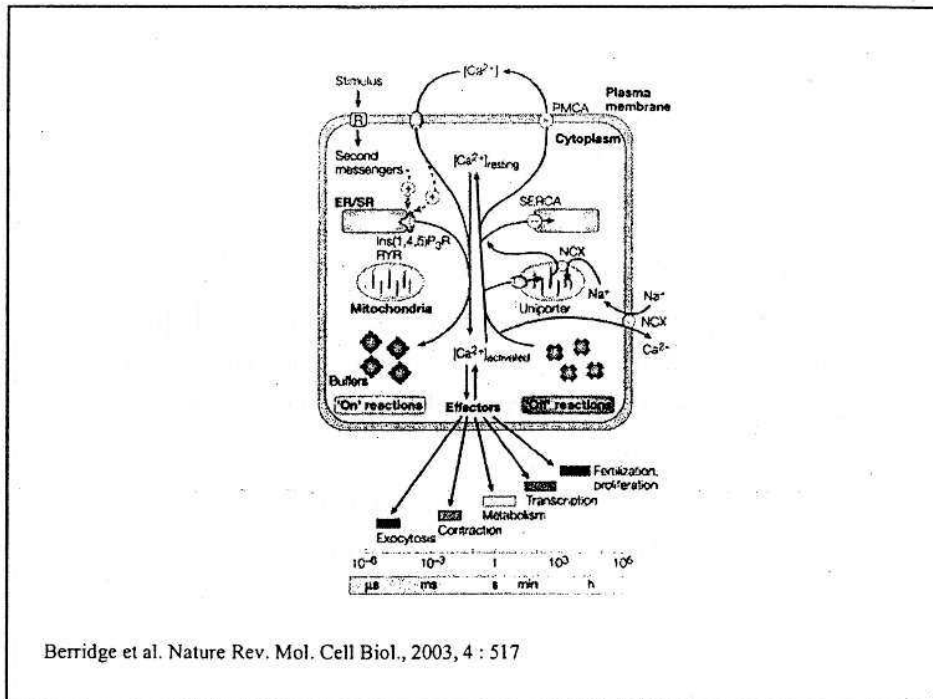 [Ca²⁺]
Stimulus
Plasma
membrane
PMCA
R
Cytoplasm
Second
messengers
[Ca²⁺]resting
+
+
ER/SR
SERCA
Ins(1,4,5)P₃R
RYR
NCX
Na⁺
Na⁺
Mitochondria
Uniporter
NCX
Ca²⁺
[Ca²⁺]activated
Buffers
'On' reactions
Effectors
'Off' reactions
Fertilization,
proliferation
Transcription
Metabolism
Contraction
Exocytosis
10⁻⁶ 10⁻³ 1 10³ 10⁶
μs ms s min h
Berridge et al. Nature Rev. Mol. Cell Biol., 2003, 4 : 517